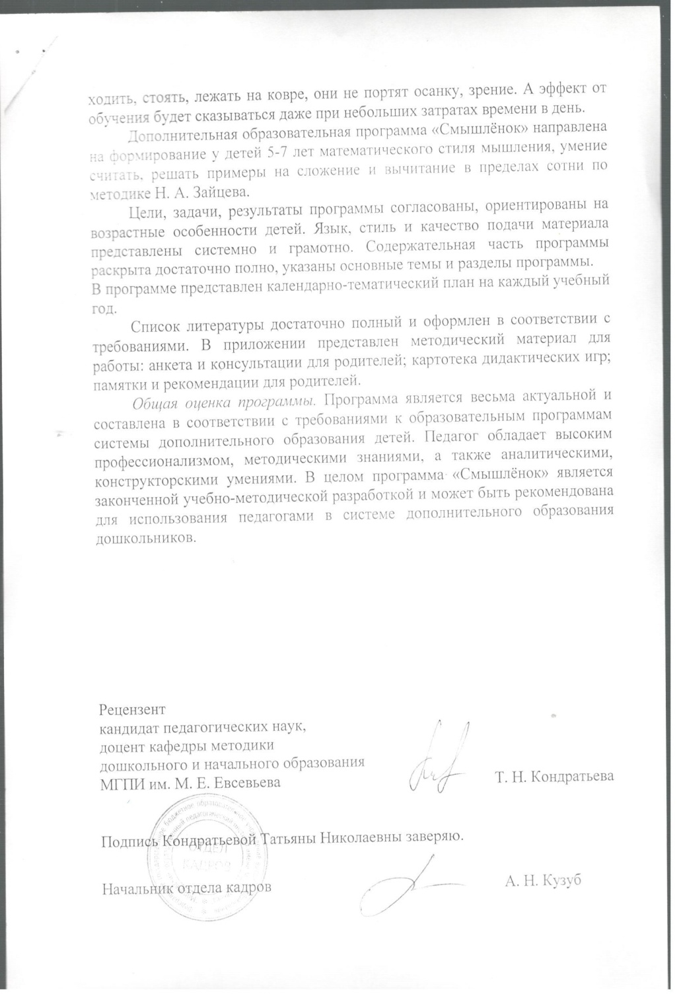 ходить, стоять, лежать на ковре, они не портят осанку, зрение. А эффект от
обучения будет сказываться даже при небольших затратах времени в день.
Дополнительная образовательная программа «Смышлёнок» направлена
на формирование у детей 5-7 лет математического стиля мышления, умение
считать, решать примеры на сложение и вычитание в пределах сотни по
методике Н. А. Зайцева.
Цели, задачи, результаты программы согласованы, ориентированы на
возрастные особенности детей. Язык, стиль и качество подачи материала
представлены системно и грамотно. Содержательная часть программы
раскрыта достаточно полно, указаны основные темы и разделы программы.
В программе представлен календарно-тематический план на каждый учебный
год.
Список литературы достаточно полный и оформлен в соответствии с
требованиями. В приложении представлен методический материал для
работы: анкета и консультации для родителей; картотека дидактических игр;
памятки и рекомендации для родителей.
Общая оценка программы. Программа является весьма актуальной и
составлена в соответствии с требованиями к образовательным программам
системы дополнительного образования детей. Педагог обладает высоким
профессионализмом, методическими знаниями, а также аналитическими,
конструкторскими умениями. В целом программа «Смышлёнок» является
законченной учебно-методической разработкой и может быть рекомендована
для использования педагогами в системе дополнительного образования
дошкольников.
Рецензент
кандидат педагогических наук,
доцент кафедры методики
дошкольного и начального образования
МГПИ им. М. Е. Евсевьева
Т. Н. Кондратьева
Подпись Кондратьевой Татьяны Николаевны заверяю.
ОТДЕЛ
КАДРОВ
Начальник отдела кадров
А. Н. Кузуб